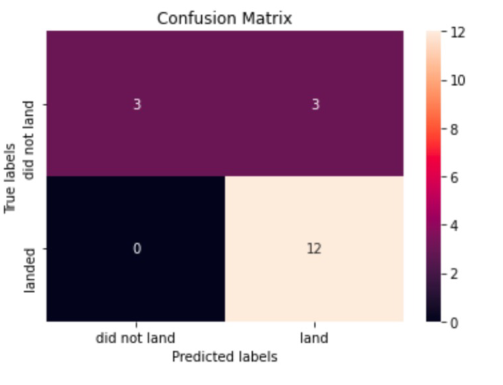 Confusion Matrix
True labels
did not land
landed
3
3
0
12
did not land
land
Predicted labels
12
10
8
6
4
2
0